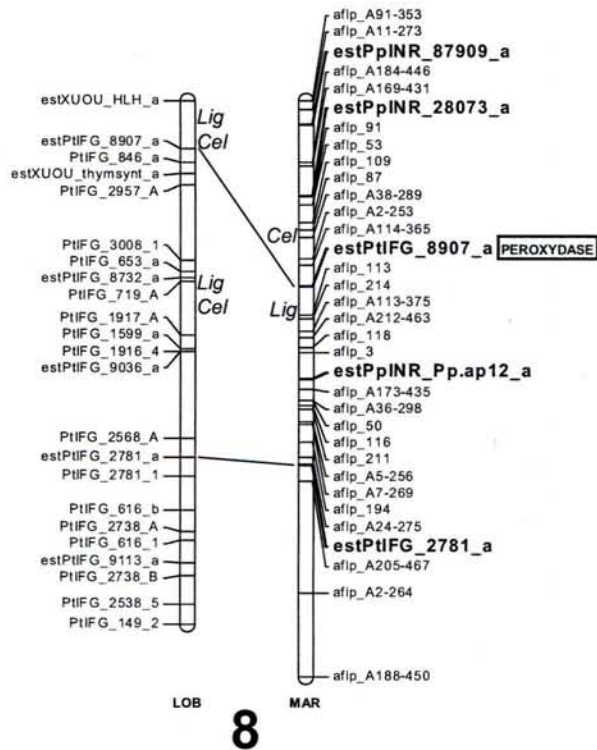 estXUOU_HLH_a
estPtIFG_8907_a
PtIFG_846_a
estXUOU_thymsynt_a
PtIFG_2957_A
PtIFG_3008_1
PtIFG_653_a
estPtIFG_8732_a
PtIFG_719_A
PtIFG_1917_A
PtIFG_1599_a
PtIFG_1916_4
estPtIFG_9036_a
PtIFG_2568_A
estPtIFG_2781_a
PtIFG_2781_1
PtIFG_616_b
PtIFG_2738_A
PtIFG_616_1
estPtIFG_9113_a
PtIFG_2738_B
PtIFG_2538_5
PtIFG_149_2
Lig
Cel
Lig
Cel
LOB
Cel
Lig
aflp_A91-353
aflp_A11-273
estPpINR_87909_a
aflp_A184-446
aflp_A169-431
estPpINR_28073_a
aflp_91
aflp_53
aflp_109
aflp_87
aflp_A38-289
aflp_A2-253
aflp_A114-365
estPtIFG_8907_a PEROXYDASE
aflp_113
aflp_214
aflp_A113-375
aflp_A212-463
aflp_118
aflp_3
estPpINR_Pp.ap12_a
aflp_A173-435
aflp_A36-298
aflp_50
aflp_116
aflp_211
aflp_A5-256
aflp_A7-269
aflp_194
aflp_A24-275
estPtIFG_2781_a
aflp_A205-467
aflp_A2-264
aflp_A188-450
MAR
8